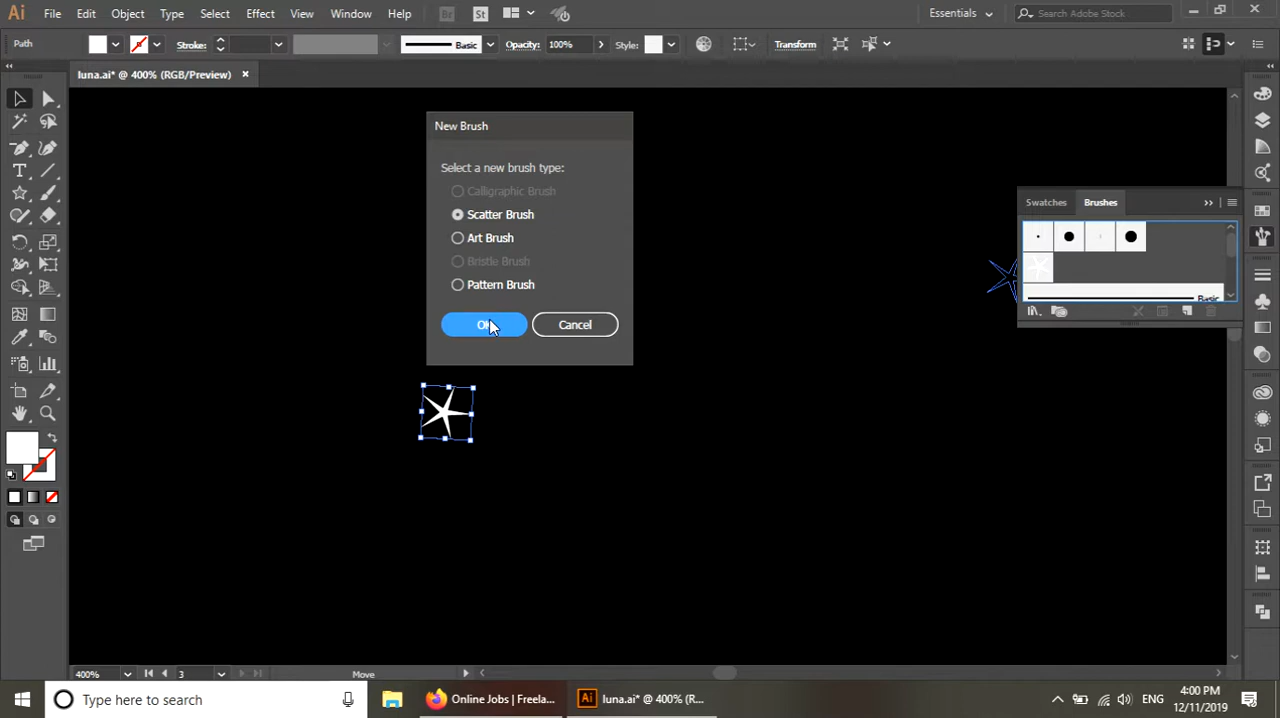 Ai File Edit Object Type Select Effect View Window Help Br St Essentials Search Adobe Stock
Path Stroke: Basic Opacity: 100% Style: Transform
luna.ai* @ 400% (RGB/Preview)
New Brush
Select a new brush type:
Calligraphic Brush
Scatter Brush
Art Brush
Bristle Brush
Pattern Brush
OK Cancel
Swatches Brushes
Basic
T
400% 3 Move
Type here to search Online Jobs | Freela... Ai luna.ai* @ 400% (R... ENG 4:00 PM
12/11/2019